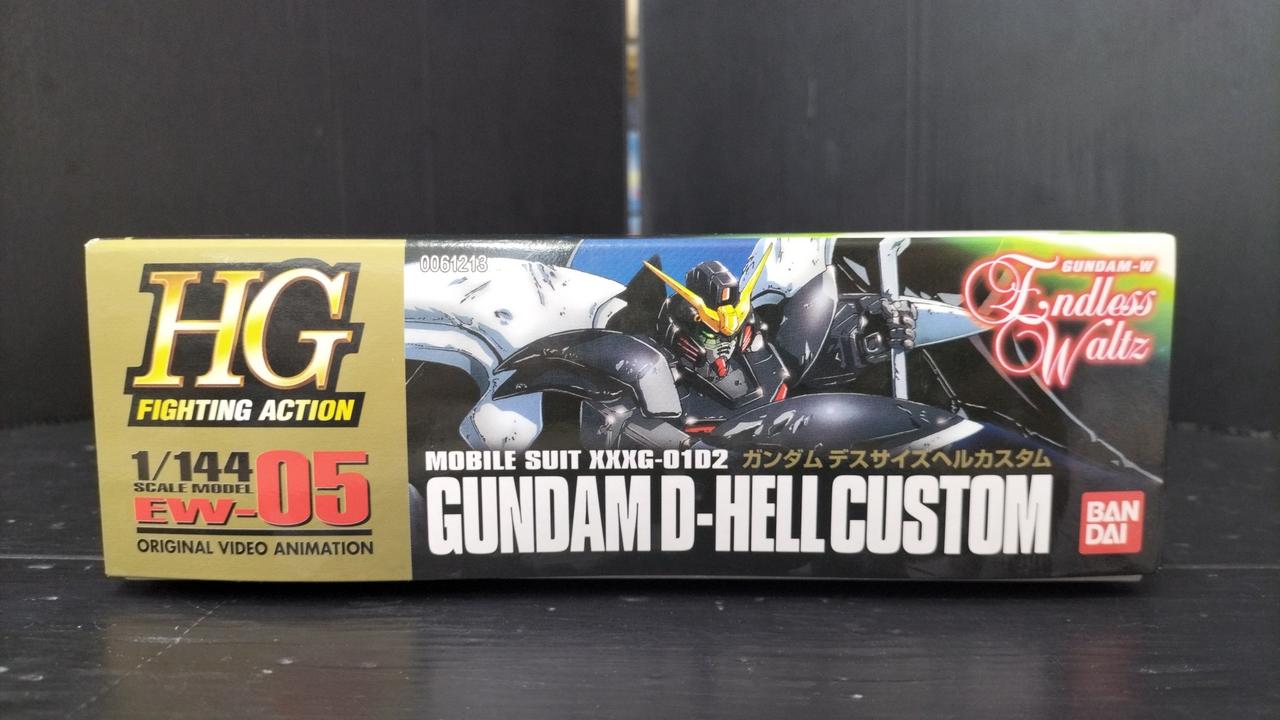 HG
FIGHTING ACTION
1/144
SCALE MODEL
EW-05
ORIGINAL VIDEO ANIMATION
0061213
GUNDAM-W
Endless
Waltz
MOBILE SUIT XXXG-01D2 ガンダム デスサイズヘルカスタム
GUNDAM D-HELL CUSTOM
BAN
DAI